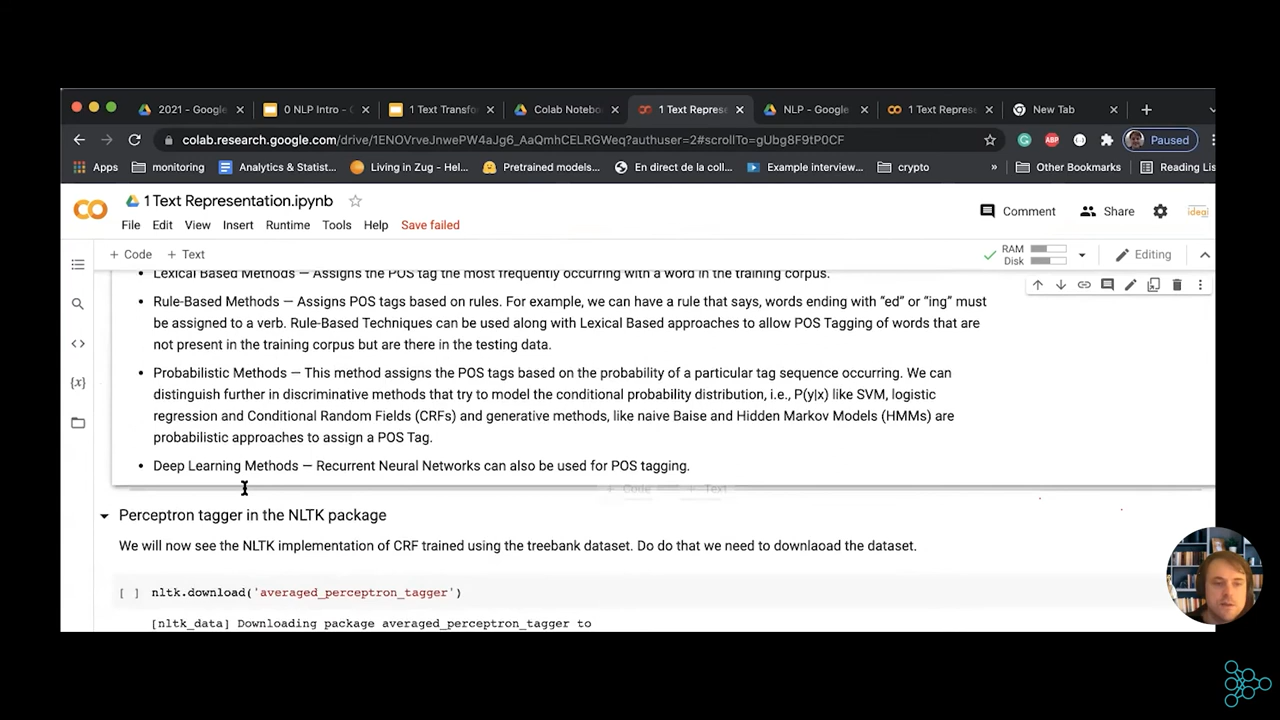 2021 - Google
0 NLP Intro - G
1 Text Transfo
Colab Notebo
1 Text Repres
NLP - Google
1 Text Repres
New Tab
colab.research.google.com/drive/1ENOVrveJnwePW4aJg6_AaQmhCELRGWeq?authuser=2#scrollTo=gUbg8F9tP0CF
ABP
Paused
Apps
monitoring
Analytics & Statist...
Living in Zug - Hel...
Pretrained models...
En direct de la coll...
Example interview...
crypto
»
Other Bookmarks
Reading Lis
1 Text Representation.ipynb
File Edit View Insert Runtime Tools Help Save failed
Comment
Share
+ Code + Text
RAM
Disk
Editing
• Lexical Based Methods — Assigns the POS tag the most frequently occurring with a word in the training corpus.
• Rule-Based Methods — Assigns POS tags based on rules. For example, we can have a rule that says, words ending with “ed” or “ing” must
be assigned to a verb. Rule-Based Techniques can be used along with Lexical Based approaches to allow POS Tagging of words that are
not present in the training corpus but are there in the testing data.
• Probabilistic Methods — This method assigns the POS tags based on the probability of a particular tag sequence occurring. We can
distinguish further in discriminative methods that try to model the conditional probability distribution, i.e., P(y|x) like SVM, logistic
regression and Conditional Random Fields (CRFs) and generative methods, like naive Baise and Hidden Markov Models (HMMs) are
probabilistic approaches to assign a POS Tag.
• Deep Learning Methods — Recurrent Neural Networks can also be used for POS tagging.
+ Code + Text
Perceptron tagger in the NLTK package
We will now see the NLTK implementation of CRF trained using the treebank dataset. Do do that we need to downlaoad the dataset.
[ ] nltk.download('averaged_perceptron_tagger')
[nltk_data] Downloading package averaged_perceptron_tagger to